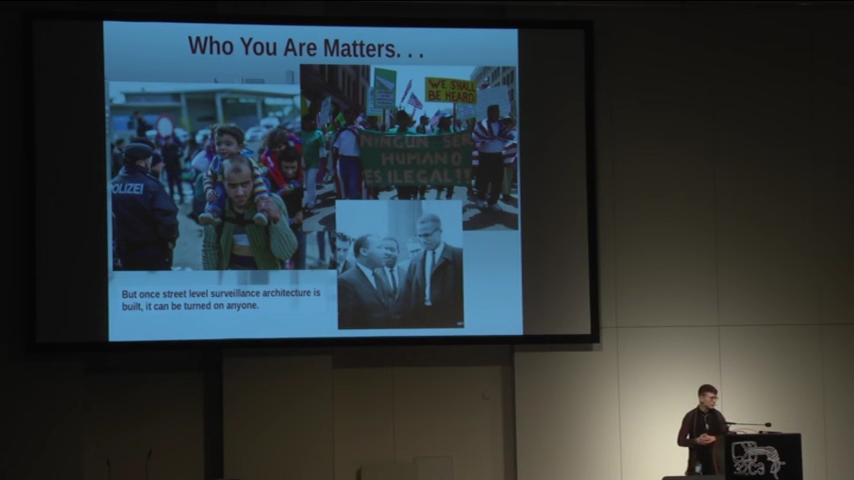 Who You Are Matters. . .
WE SHALL
BE HEARD
NINGUN SER
HUMANO
ES ILEGAL!!
POLIZEI
But once street level surveillance architecture is
built, it can be turned on anyone.